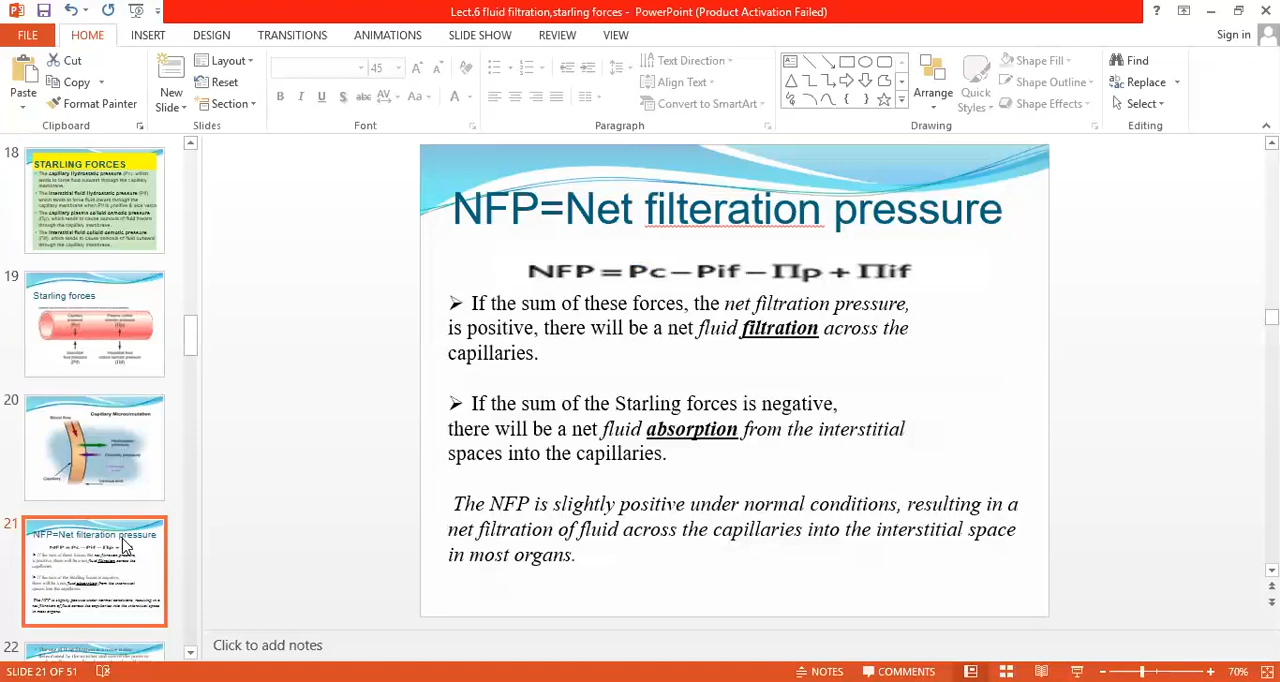 Lect.6 fluid filtration,starling forces - PowerPoint (Product Activation Failed)
FILE HOME INSERT DESIGN TRANSITIONS ANIMATIONS SLIDE SHOW REVIEW VIEW Sign in
Paste Cut Copy Format Painter
Clipboard
New Slide Layout Reset Section
Slides
45
Font
Text Direction
Align Text
Convert to SmartArt
Paragraph
Arrange Quick Styles Shape Fill Shape Outline Shape Effects
Drawing
Find
Replace
Select
Editing
18
STARLING FORCES
19
Starling forces
20
Capillary Microcirculation
21
NFP=Net filteration pressure
22
NFP=Net filteration pressure
NFP = Pc − Pif − Πp + Πif
➢ If the sum of these forces, the net filtration pressure,
is positive, there will be a net fluid filtration across the
capillaries.
➢ If the sum of the Starling forces is negative,
there will be a net fluid absorption from the interstitial
spaces into the capillaries.
The NFP is slightly positive under normal conditions, resulting in a
net filtration of fluid across the capillaries into the interstitial space
in most organs.
Click to add notes
SLIDE 21 OF 51 NOTES COMMENTS 70%